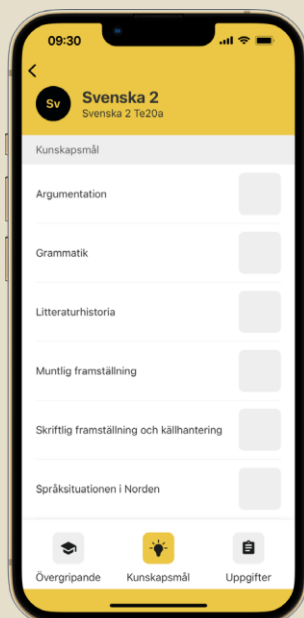 09:30
Sv
Svenska 2
Svenska 2 Te20a
Kunskapsmål
Argumentation
Grammatik
Litteraturhistoria
Muntlig framställning
Skriftlig framställning och källhantering
Språksituationen i Norden
Övergripande
Kunskapsmål
Uppgifter